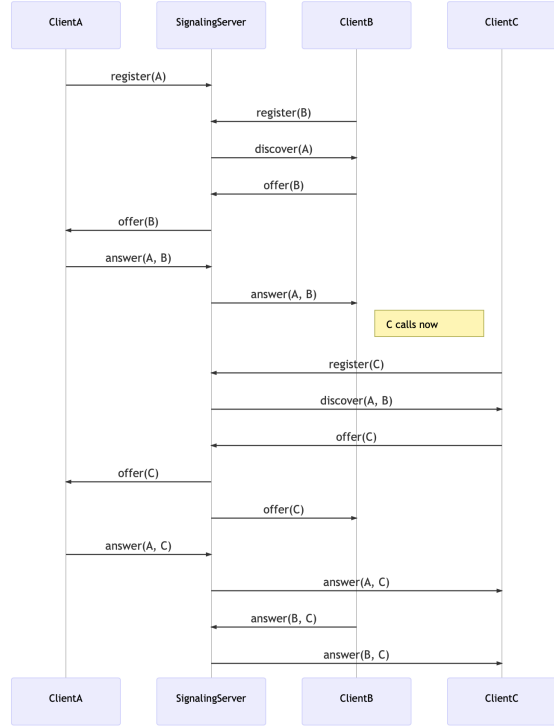 ClientA
SignalingServer
ClientB
ClientC
register(A)
register(B)
discover(A)
offer(B)
offer(B)
answer(A, B)
answer(A, B)
C calls now
register(C)
discover(A, B)
offer(C)
offer(C)
offer(C)
answer(A, C)
answer(A, C)
answer(B, C)
answer(B, C)
ClientA
SignalingServer
ClientB
ClientC